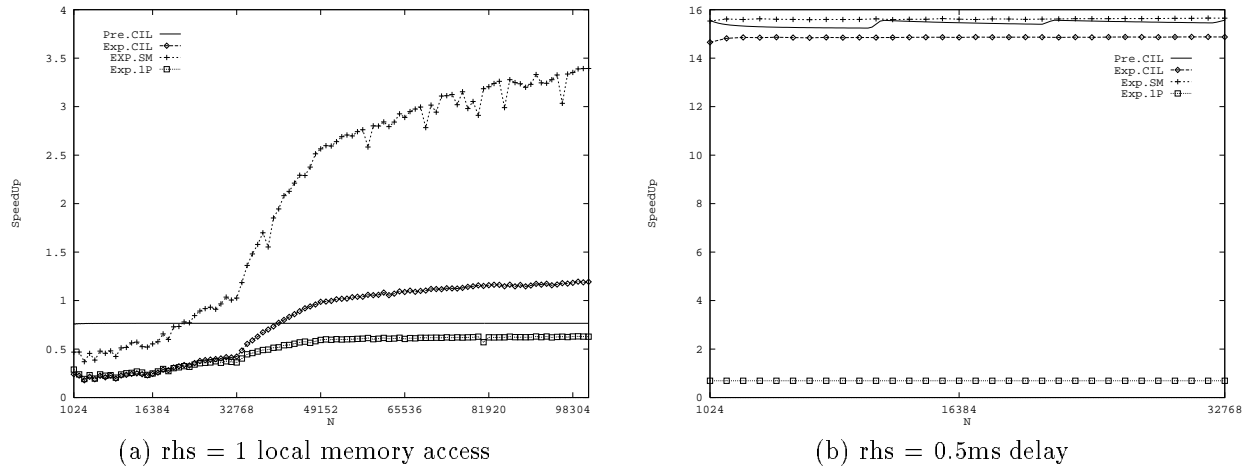 4
3.5
3
2.5
2
1.5
1
0.5
0
SpeedUp
Pre.CIL
Exp.CIL
EXP.SM
Exp.1P
1024 16384 32768 49152 65536 81920 98304
N
(a) rhs = 1 local memory access
16
14
12
10
8
6
4
2
0
SpeedUp
Pre.CIL
Exp.CIL
Exp.SM
Exp.1P
1024 16384 32768
N
(b) rhs = 0.5ms delay